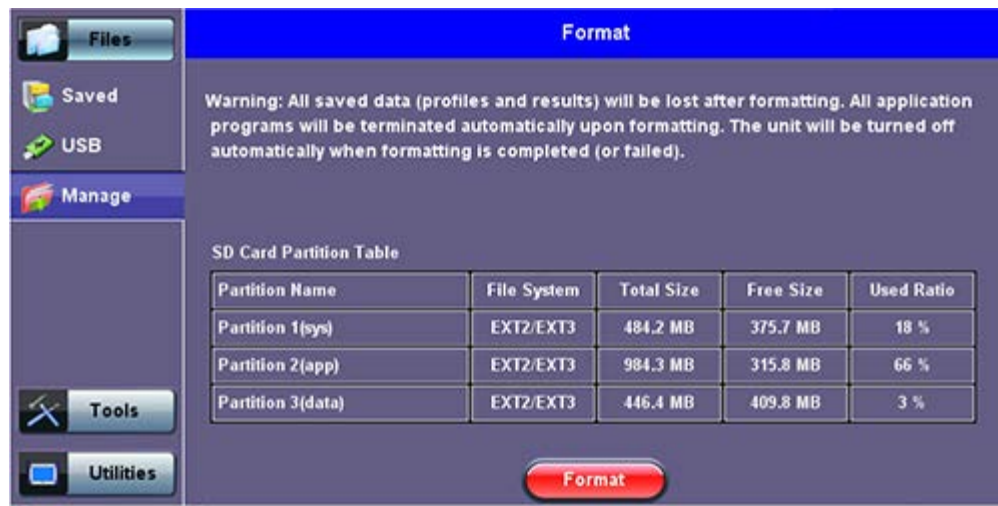 Files
Format
Saved
USB
Manage
Warning: All saved data (profiles and results) will be lost after formatting. All application
programs will be terminated automatically upon formatting. The unit will be turned off
automatically when formatting is completed (or failed).
SD Card Partition Table
Partition Name File System Total Size Free Size Used Ratio
Partition 1(sys) EXT2/EXT3 484.2 MB 375.7 MB 18 %
Partition 2(app) EXT2/EXT3 984.3 MB 315.8 MB 66 %
Partition 3(data) EXT2/EXT3 446.4 MB 409.8 MB 3 %
Tools
Utilities
Format